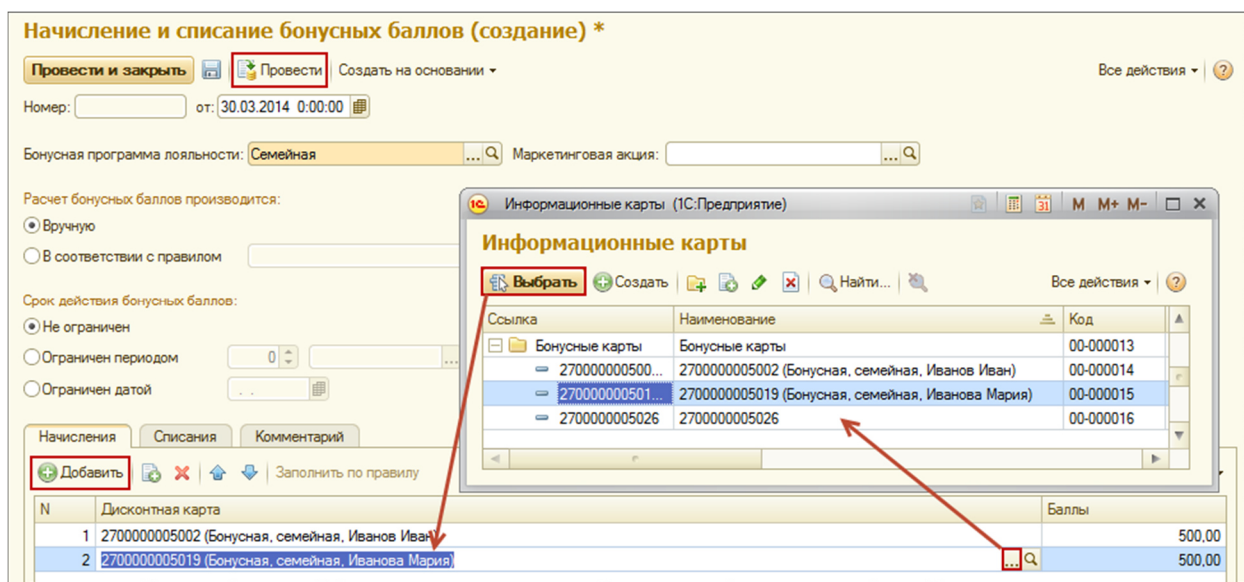 Начисление и списание бонусных баллов (создание) *
Провести и закрыть Провести Создать на основании Все действия ?
Номер: от: 30.03.2014 0:00:00
Бонусная программа лояльности: Семейная ... Маркетинговая акция: ...
Расчет бонусных баллов производится:
Вручную
В соответствии с правилом
Срок действия бонусных баллов:
Не ограничен
Ограничен периодом 0 ...
Ограничен датой . .
1С Информационные карты (1С:Предприятие) 31 M M+ M-
Информационные карты
Выбрать Создать Найти... Все действия ?
Ссылка Наименование Код
Бонусные карты Бонусные карты 00-000013
270000000500... 2700000005002 (Бонусная, семейная, Иванов Иван) 00-000014
270000000501... 2700000005019 (Бонусная, семейная, Иванова Мария) 00-000015
2700000005026 2700000005026 00-000016
Начисления Списания Комментарий
Добавить Заполнить по правилу
N Дисконтная карта Баллы
1 2700000005002 (Бонусная, семейная, Иванов Иван) 500,00
2 2700000005019 (Бонусная, семейная, Иванова Мария) ... 500,00